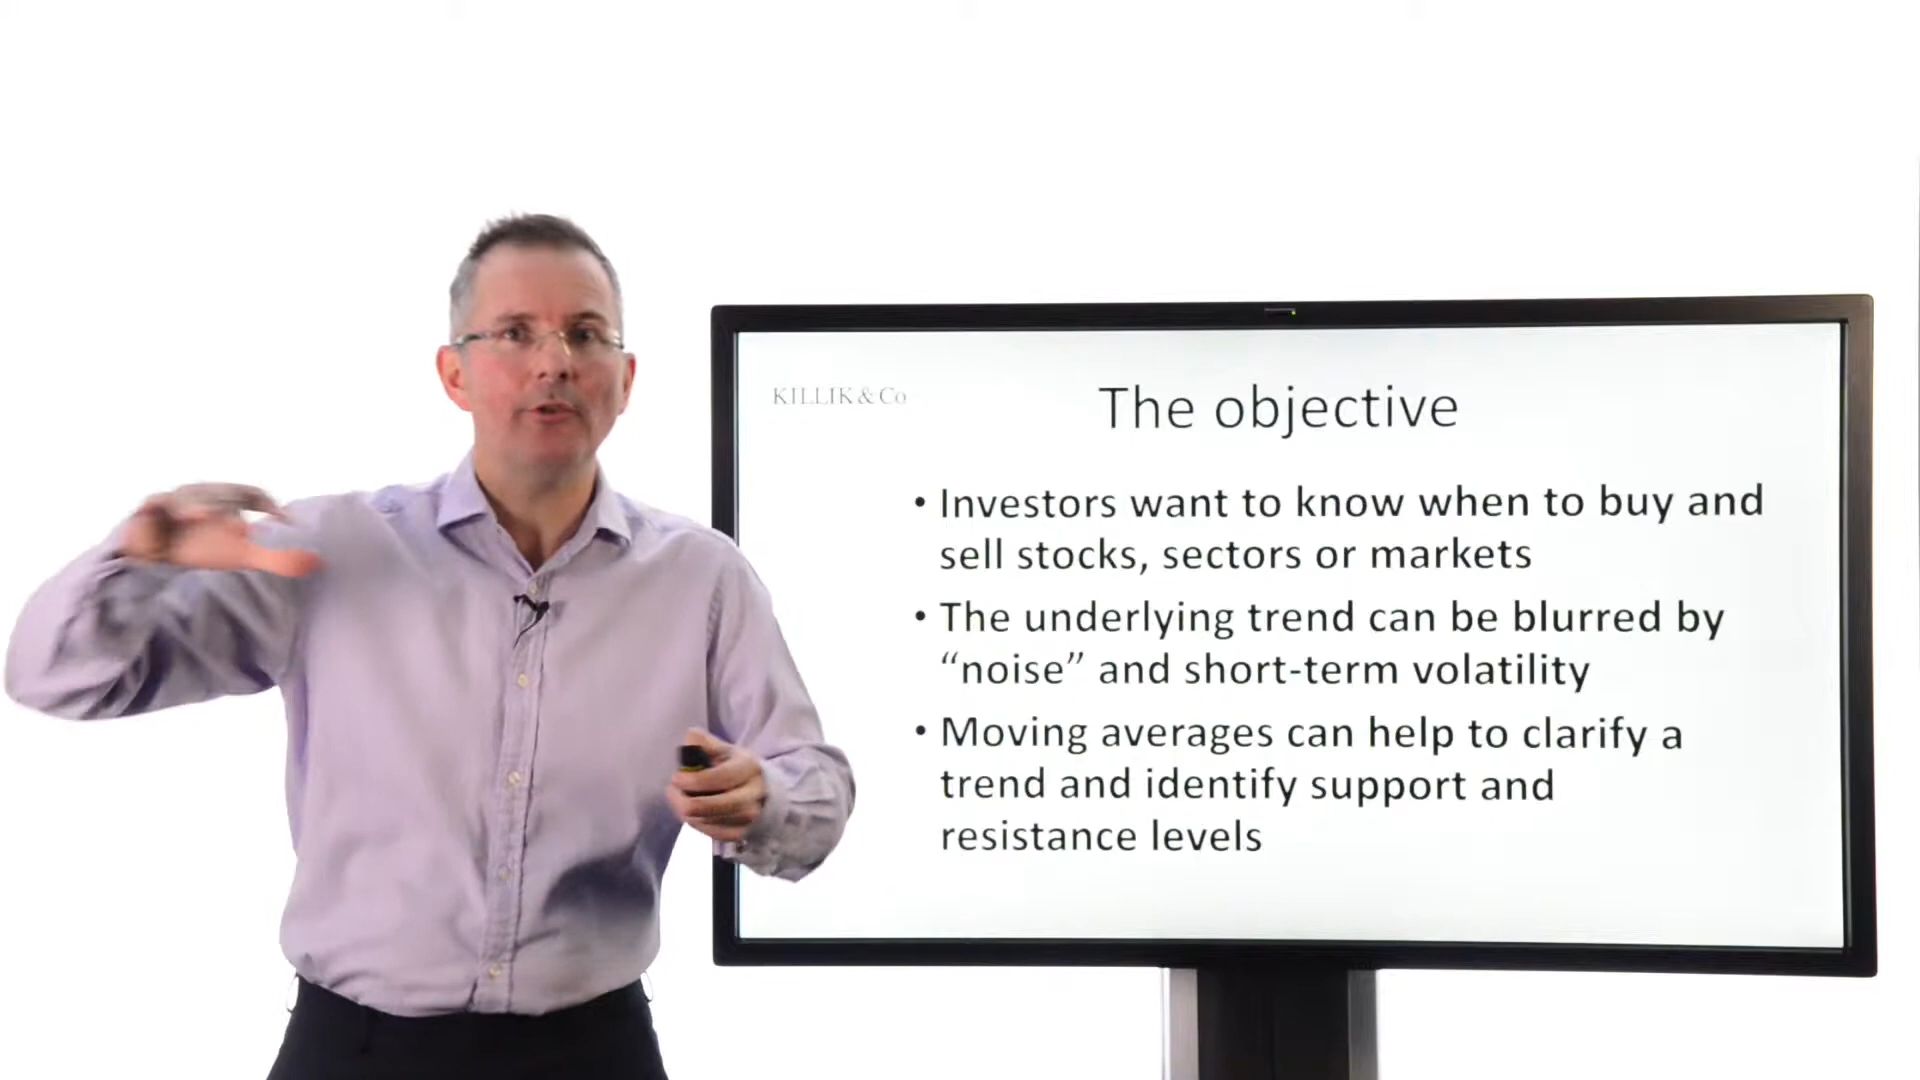 KILLIK & Co
The objective
• Investors want to know when to buy and
sell stocks, sectors or markets
• The underlying trend can be blurred by
“noise” and short-term volatility
• Moving averages can help to clarify a
trend and identify support and
resistance levels